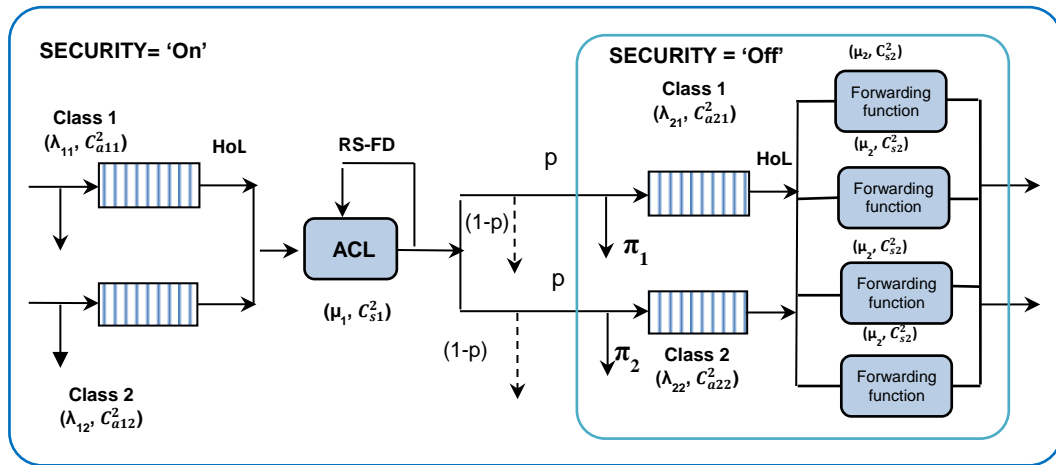 SECURITY= ‘On’
SECURITY = ‘Off’
(μ₂, C²ₛ₂)
Class 1
(λ₁₁, C²ₐ₁₁)
HoL
RS-FD
p
Class 1
(λ₂₁, C²ₐ₂₁)
HoL
Forwarding
function
(μ₂, C²ₛ₂)
Forwarding
function
(1-p)
π₁
ACL
(μ₁, C²ₛ₁)
p
(μ₂, C²ₛ₂)
Forwarding
function
(μ₂, C²ₛ₂)
(1-p)
π₂
Class 2
(λ₂₂, C²ₐ₂₂)
Forwarding
function
Class 2
(λ₁₂, C²ₐ₁₂)